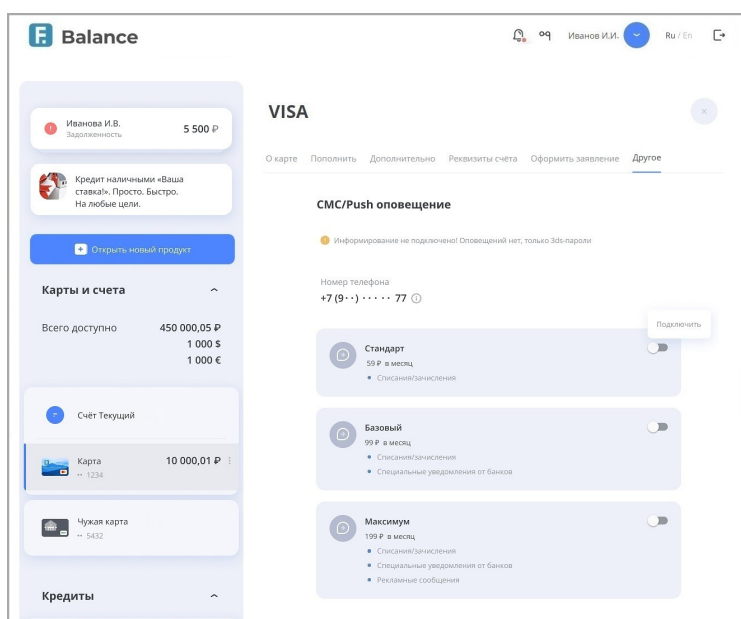 F. Balance
Иванов И.И.
Ru / En
Иванова И.В.
Задолженность
5 500 ₽
Кредит наличными «Ваша
ставка!». Просто. Быстро.
На любые цели.
Открыть новый продукт
Карты и счета
Всего доступно 450 000,05 ₽
1 000 $
1 000 €
Счёт Текущий
Карта 10 000,01 ₽
•• 1234
Чужая карта
•• 5432
Кредиты
VISA
О карте Пополнить Дополнительно Реквизиты счёта Оформить заявление Другое
СМС/Push оповещение
Информирование не подключено! Оповещений нет, только 3ds-пароли
Номер телефона
+7 (9••) ••••• 77
Подключить
Стандарт
59 ₽ в месяц
Списания/зачисления
Базовый
99 ₽ в месяц
Списания/зачисления
Специальные уведомления от банков
Максимум
199 ₽ в месяц
Списания/зачисления
Специальные уведомления от банков
Рекламные сообщения